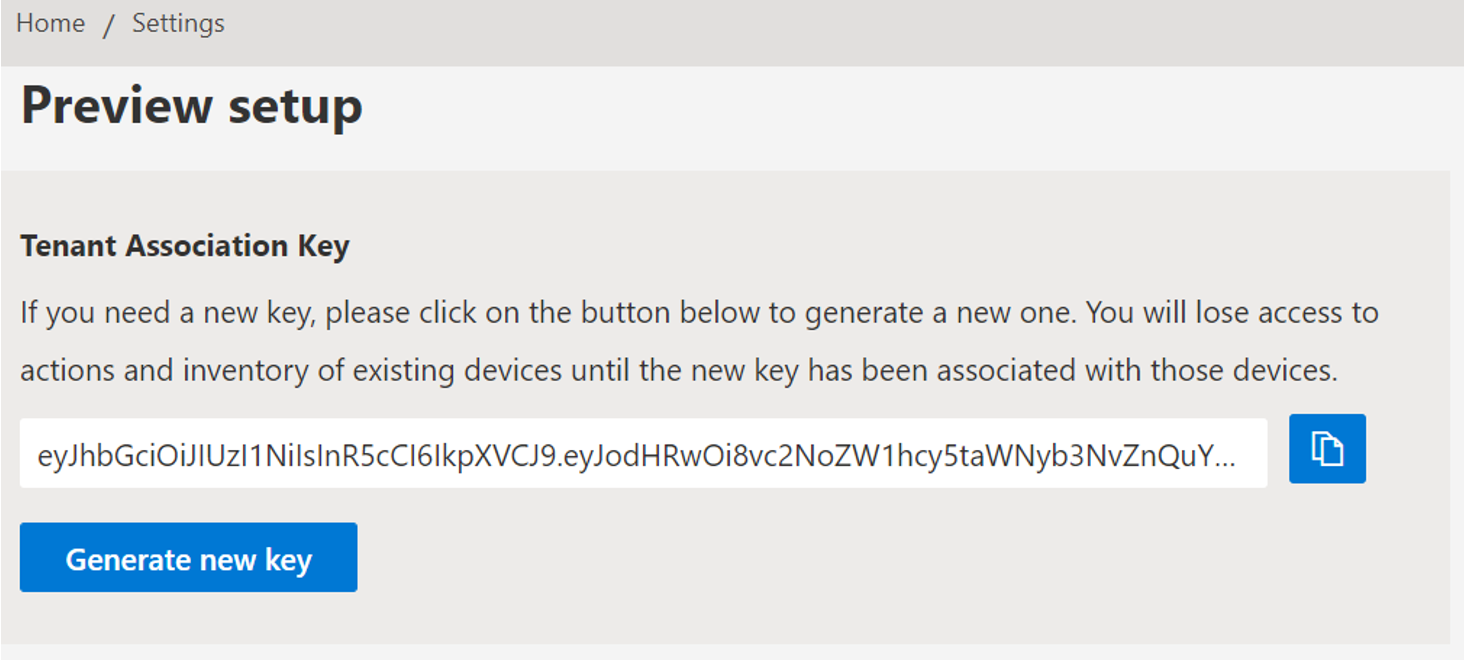 Home / Settings
Preview setup
Tenant Association Key
If you need a new key, please click on the button below to generate a new one. You will lose access to
actions and inventory of existing devices until the new key has been associated with those devices.
eyJhbGciOiJIUzI1NiIsInR5cCI6IkpXVCJ9.eyJodHRwOi8vc2NoZW1hcy5taWNyb3NvZnQuY...
Generate new key